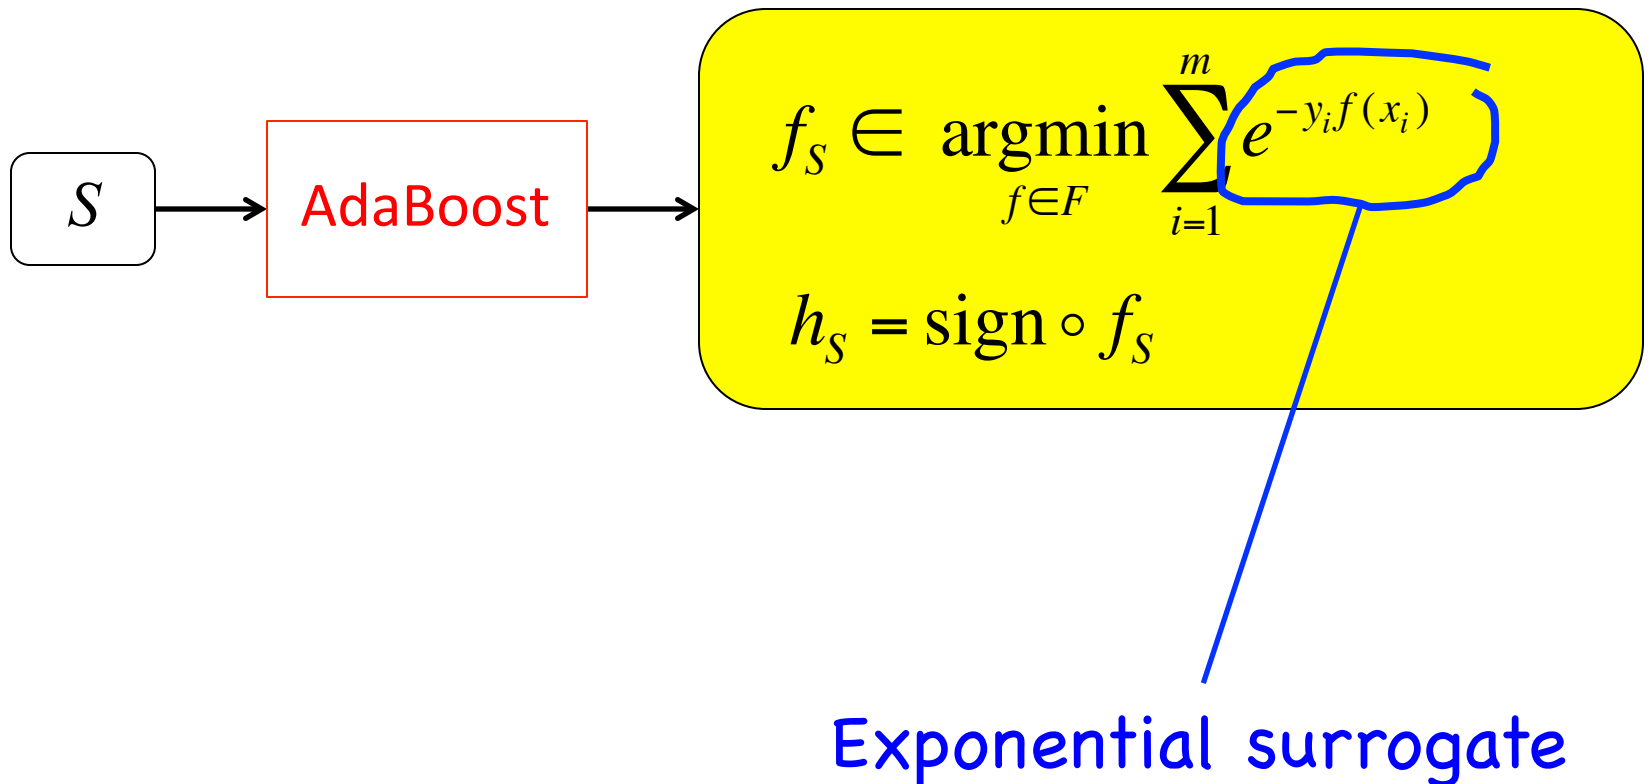 S
AdaBoost
f_S ∈ argmin_{f∈F} ∑_{i=1}^{m} e^{-y_i f(x_i)}
h_S = sign ∘ f_S
Exponential surrogate